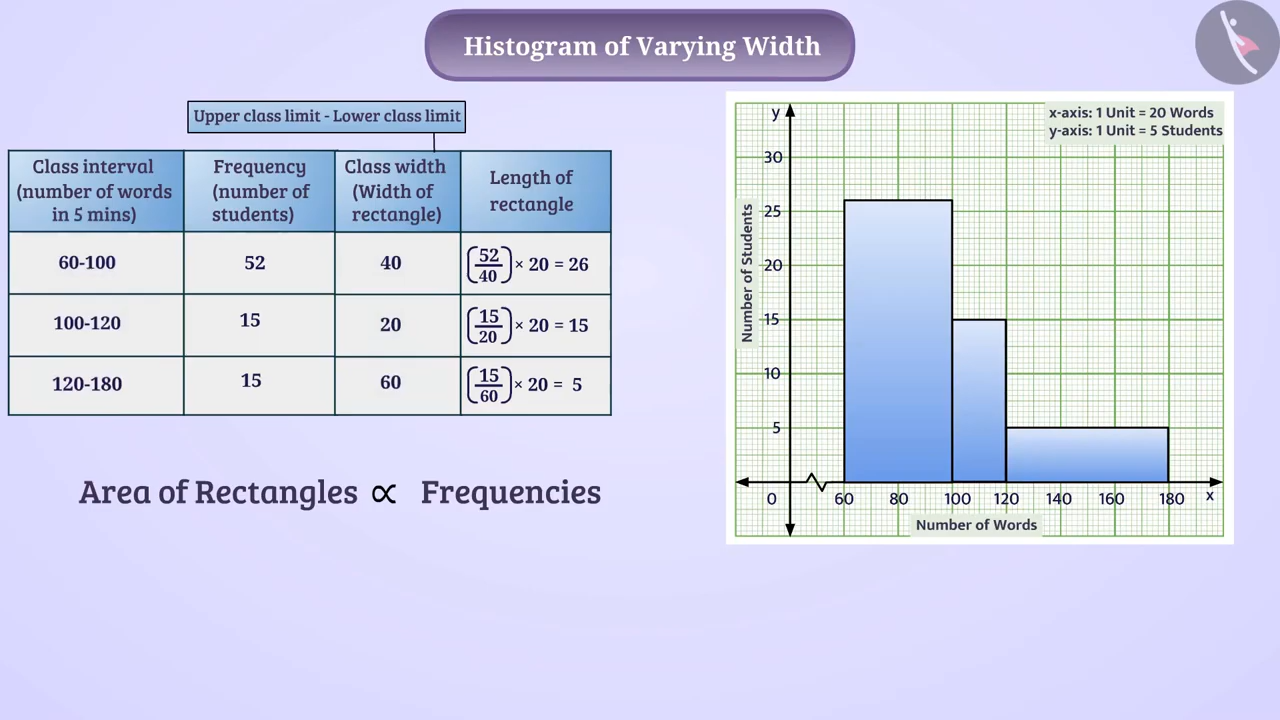 Histogram of Varying Width
Upper class limit - Lower class limit
Class interval
(number of words
in 5 mins)
Frequency
(number of
students)
Class width
(Width of
rectangle)
Length of
rectangle
60-100
52
40
(52/40) × 20 = 26
100-120
15
20
(15/20) × 20 = 15
120-180
15
60
(15/60) × 20 = 5
Area of Rectangles ∝ Frequencies
x-axis: 1 Unit = 20 Words
y-axis: 1 Unit = 5 Students
y
30
25
20
15
10
5
Number of Students
0 60 80 100 120 140 160 180 x
Number of Words